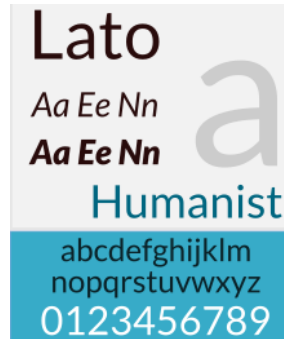 Lato
a
Aa Ee Nn
Aa Ee Nn
Humanist
abcdefghijklm
nopqrstuvwxyz
0123456789